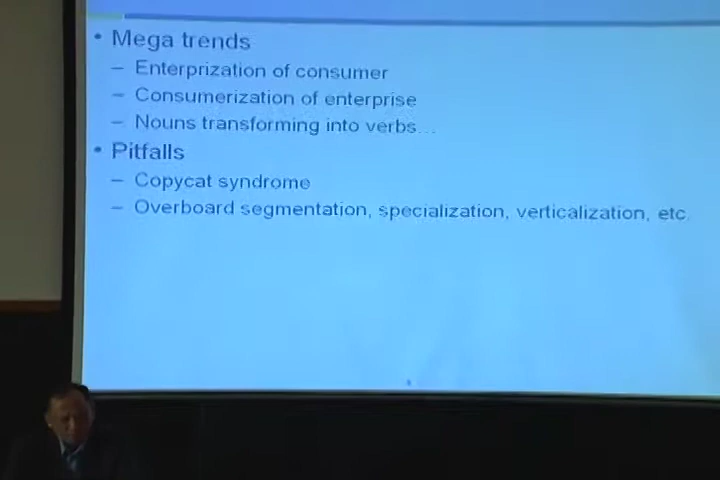 • Mega trends
– Enterprization of consumer
– Consumerization of enterprise
– Nouns transforming into verbs…
• Pitfalls
– Copycat syndrome
– Overboard segmentation, specialization, verticalization, etc.